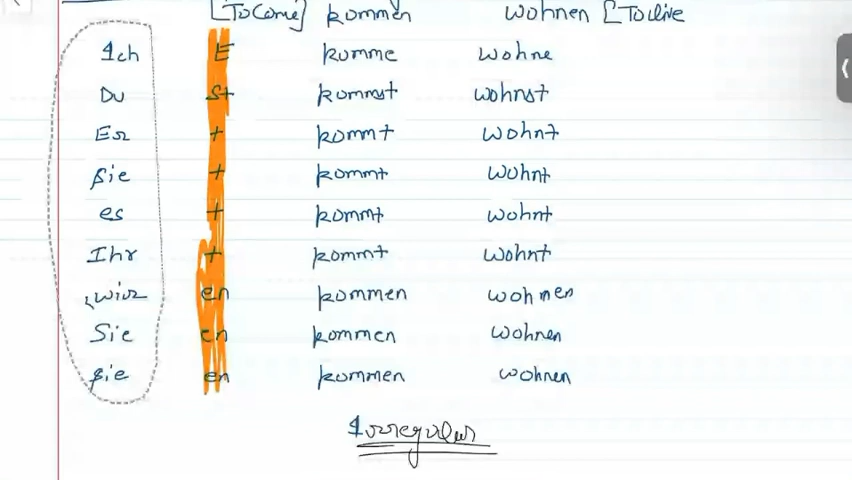 [To Come] kommen wohnen [To live
Ich E komme wohne
Du St kommst wohnst
Er t kommt wohnt
sie t kommt wohnt
es t kommt wohnt
Ihr t kommt wohnt
wir en kommen wohnen
Sie en kommen wohnen
sie en kommen wohnen
Irregular